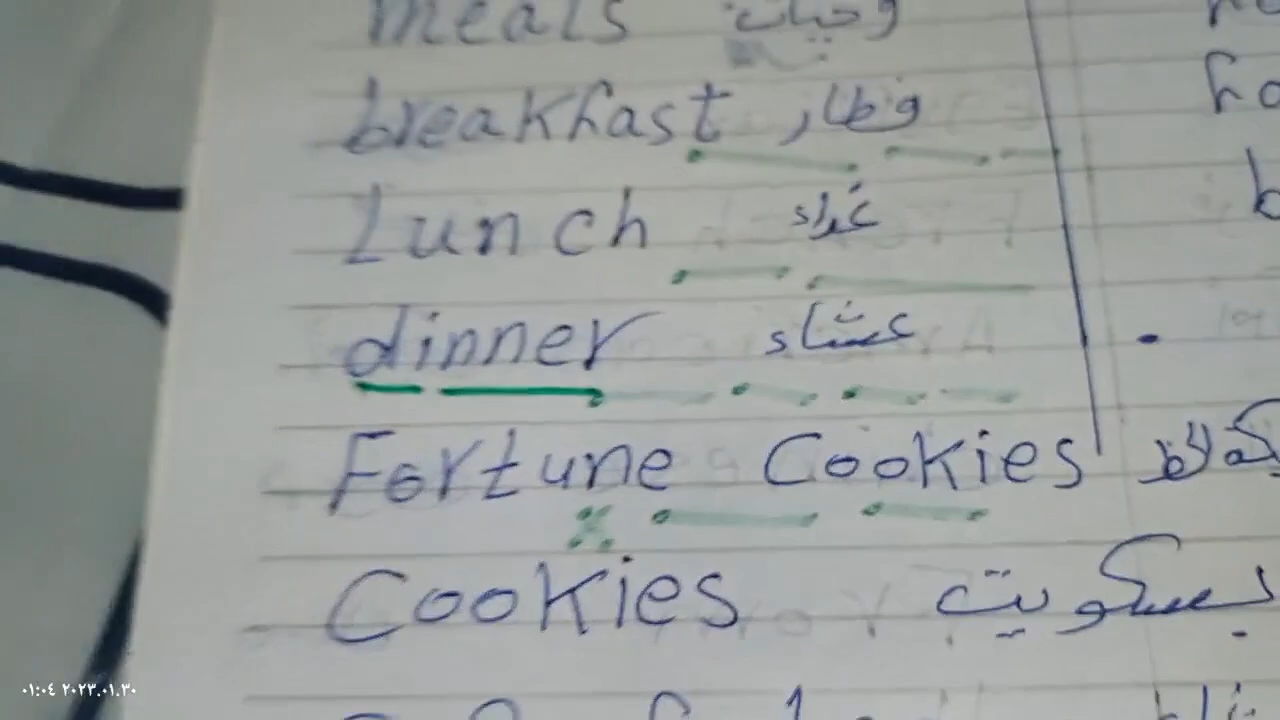 meals وجبات
breakfast فطار
Lunch غداء
dinner عشاء
Fortune Cookies
Cookies بسكويت
٠١:٠٤ ٢٠٢٣.٠١.٣٠